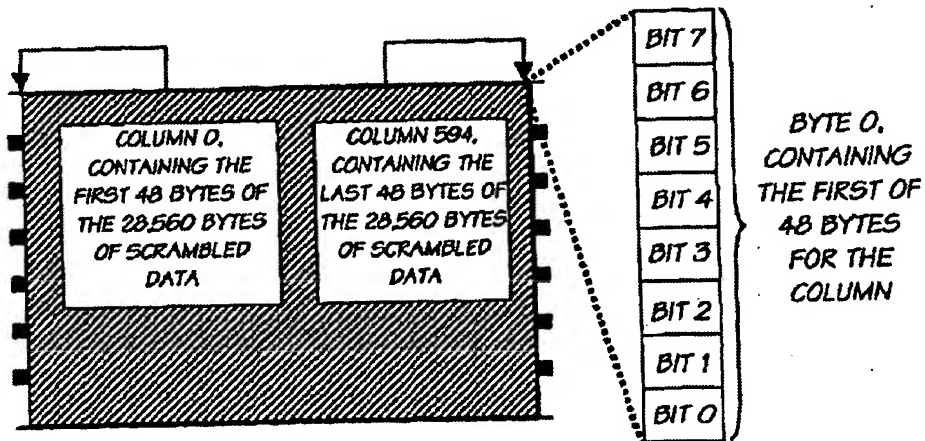 COLUMN 0,
CONTAINING THE
FIRST 48 BYTES OF
THE 28,560 BYTES
OF SCRAMBLED
DATA
COLUMN 594,
CONTAINING THE
LAST 48 BYTES OF
THE 28,560 BYTES
OF SCRAMBLED
DATA
BIT 7
BIT 6
BIT 5
BIT 4
BIT 3
BIT 2
BIT 1
BIT 0
BYTE 0,
CONTAINING
THE FIRST OF
48 BYTES
FOR THE
COLUMN